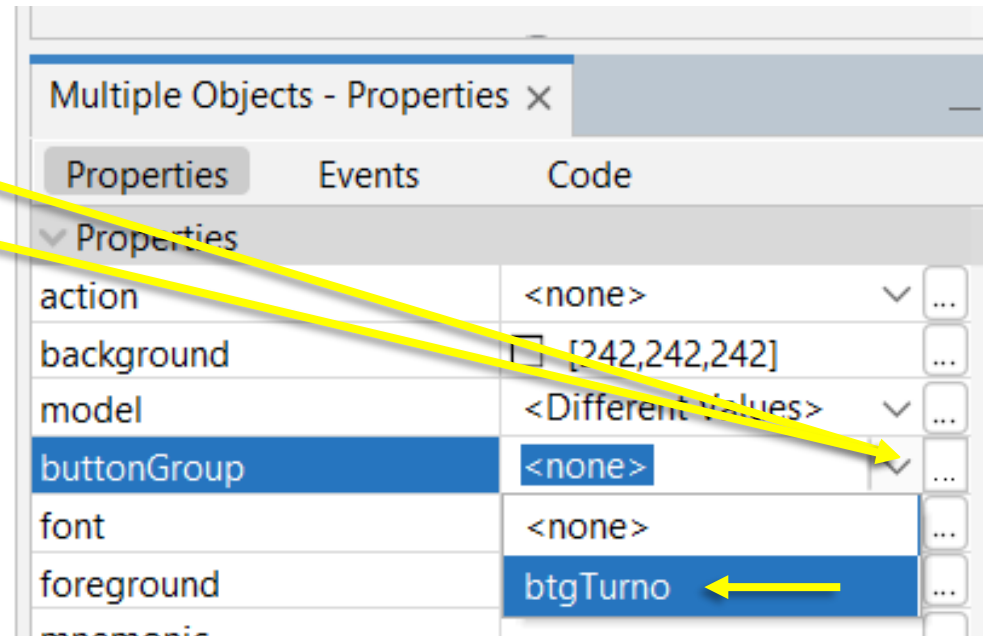 Multiple Objects - Properties ×
Properties Events Code
Properties
action <none> ...
background [242,242,242] ...
model <Different Values> ...
buttonGroup <none> ...
font <none> ...
foreground btgTurno ...
mnemonic